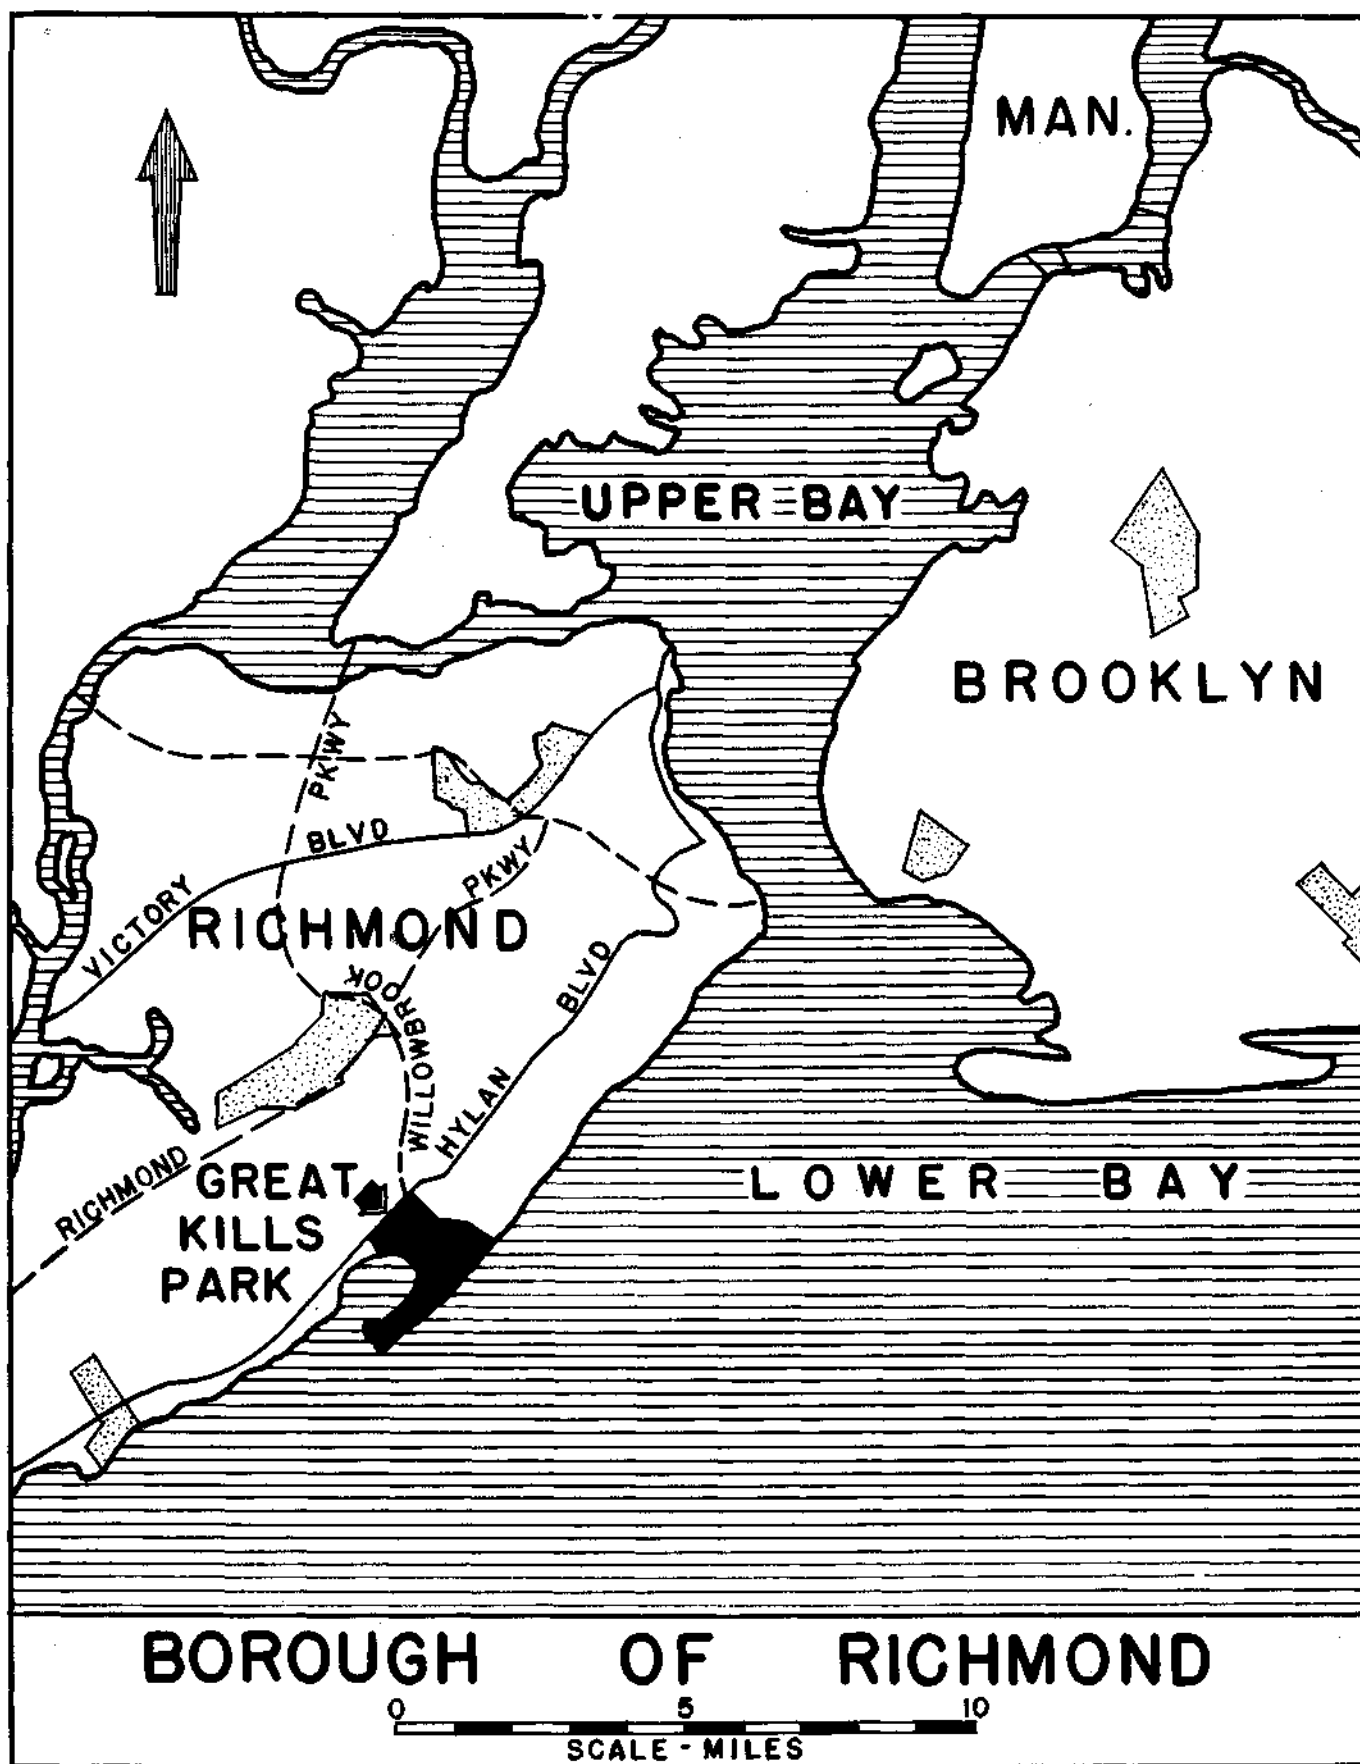 MAN.
UPPER BAY
BROOKLYN
PKWY
BLVD
PKWY
VICTORY
RICHMOND
BLVD
WILLOWBROOK
HYLAN
RICHMOND
GREAT
KILLS
PARK
LOWER BAY
BOROUGH OF RICHMOND
0 5 10
SCALE - MILES